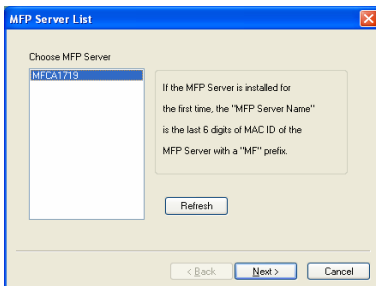 MFP Server List
Choose MFP Server
MFCA1719
If the MFP Server is installed for
the first time, the "MFP Server Name"
is the last 6 digits of MAC ID of the
MFP Server with a "MF" prefix.
Refresh
< Back
Next >
Cancel